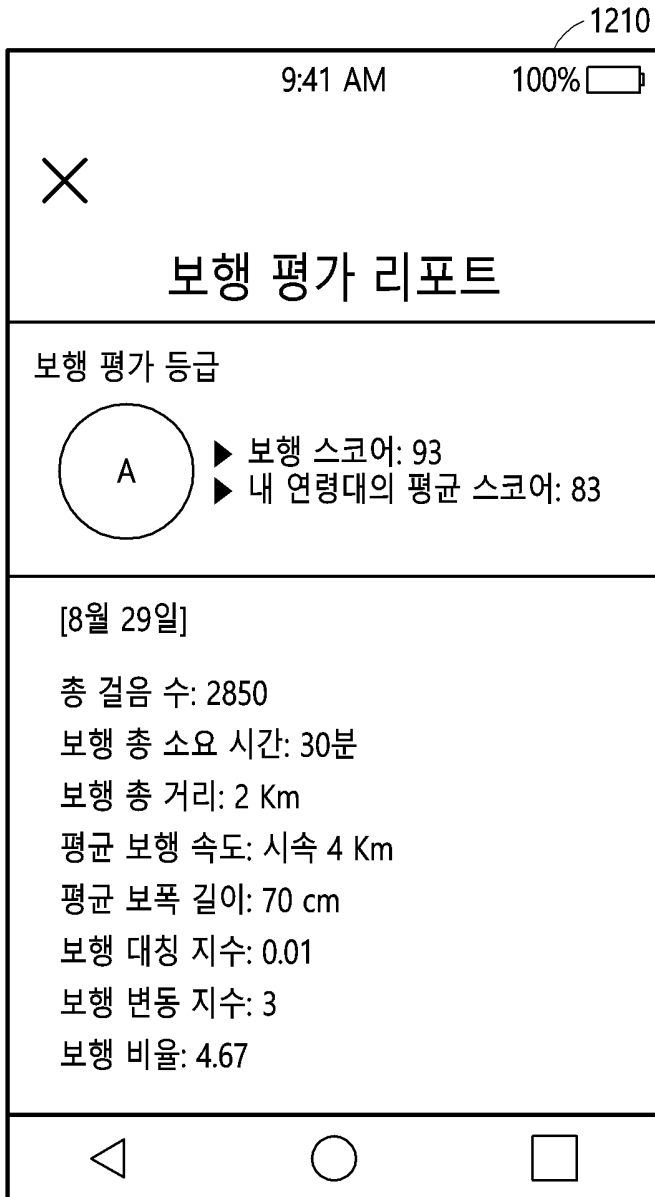 1210
9:41 AM 100%
보행 평가 리포트
보행 평가 등급
A
▶ 보행 스코어: 93
▶ 내 연령대의 평균 스코어: 83
[8월 29일]
총 걸음 수: 2850
보행 총 소요 시간: 30분
보행 총 거리: 2 Km
평균 보행 속도: 시속 4 Km
평균 보폭 길이: 70 cm
보행 대칭 지수: 0.01
보행 변동 지수: 3
보행 비율: 4.67